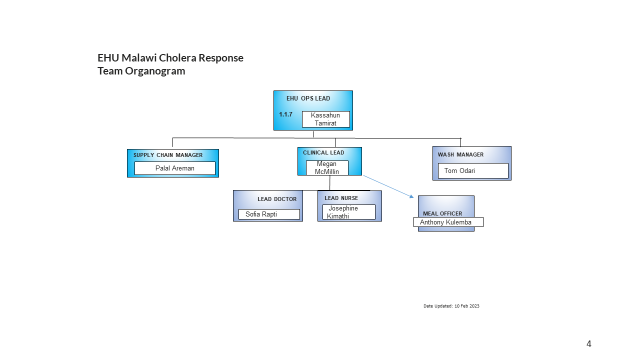 EHU Malawi Cholera Response
Team Organogram
EHU OPS LEAD
1.1.7
Kassahun
Tamirat
SUPPLY CHAIN MANAGER
Palal Areman
CLINICAL LEAD
Megan
McMillin
WASH MANAGER
Tom Odari
LEAD DOCTOR
Sofia Rapti
LEAD NURSE
Josephine
Kimathi
MEAL OFFICER
Anthony Kulemba
Date Updated: 10 Feb 2023
4